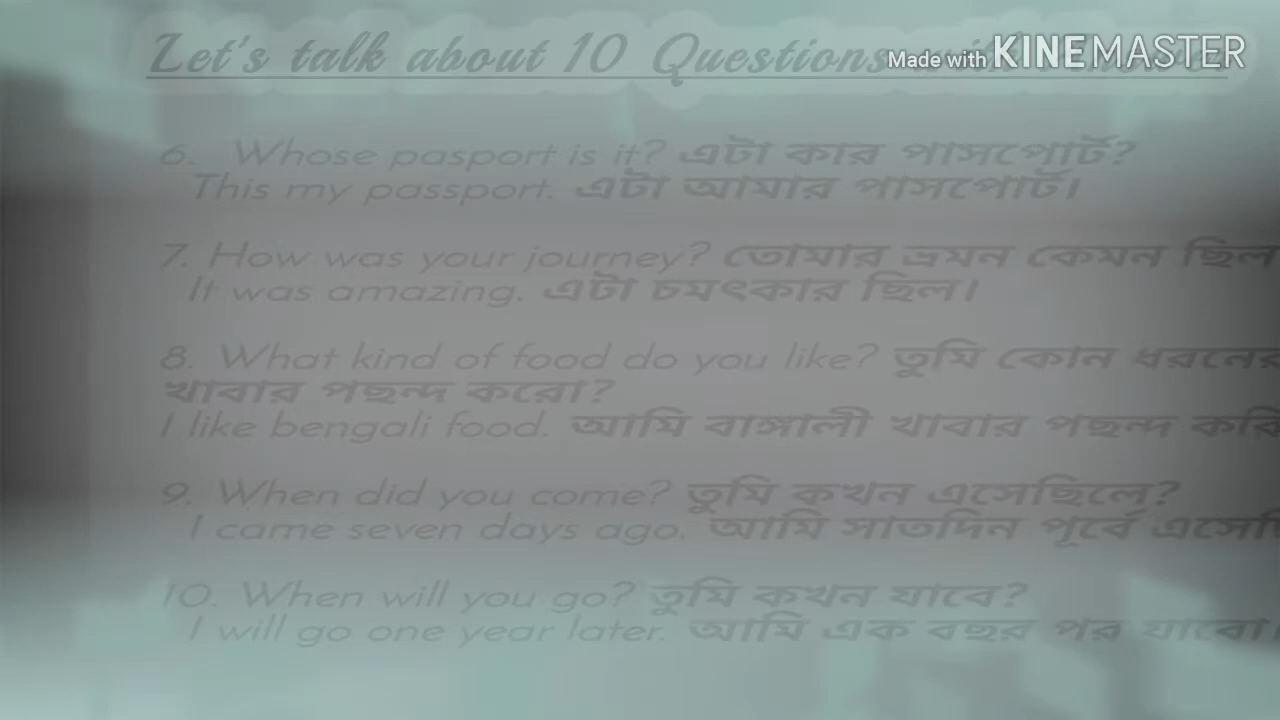 Let's talk about 10 Questions
Made with KINEMASTER
6. Whose pasport is it? এটা কার পাসপোর্ট?
This my passport. এটা আমার পাসপোর্ট।
7. How was your journey? তোমার ভ্রমন কেমন ছিল
It was amazing. এটা চমৎকার ছিল।
8. What kind of food do you like? তুমি কোন ধরনের
খাবার পছন্দ করো?
I like bengali food. আমি বাঙ্গালী খাবার পছন্দ
9. When did you come? তুমি কখন এসেছিলে?
I came seven days ago. আমি সাতদিন পূর্বে
10. When will you go? তুমি কখন যাবে?
I will go one year later. আমি এক বছর পর যাবো।